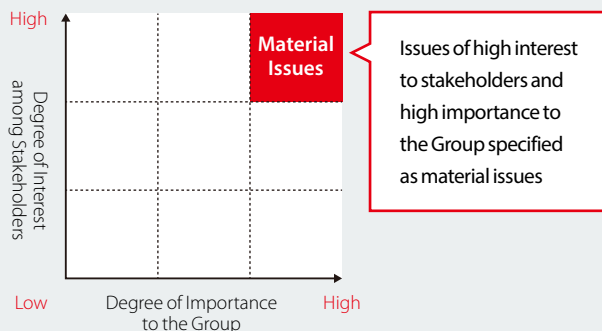 High
Material
Issues
Issues of high interest
to stakeholders and
high importance to
the Group specified
as material issues
Degree of Interest
among Stakeholders
Low
Degree of Importance
to the Group
High